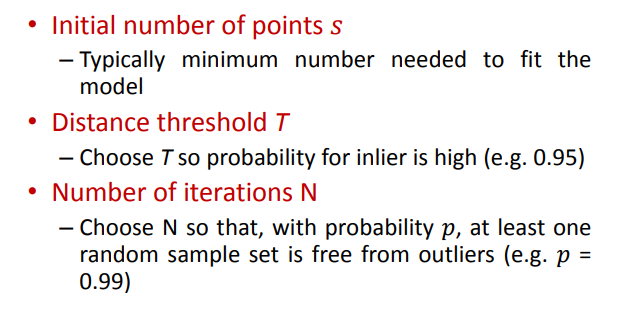 • Initial number of points s
– Typically minimum number needed to fit the
model
• Distance threshold T
– Choose T so probability for inlier is high (e.g. 0.95)
• Number of iterations N
– Choose N so that, with probability p, at least one
random sample set is free from outliers (e.g. p =
0.99)